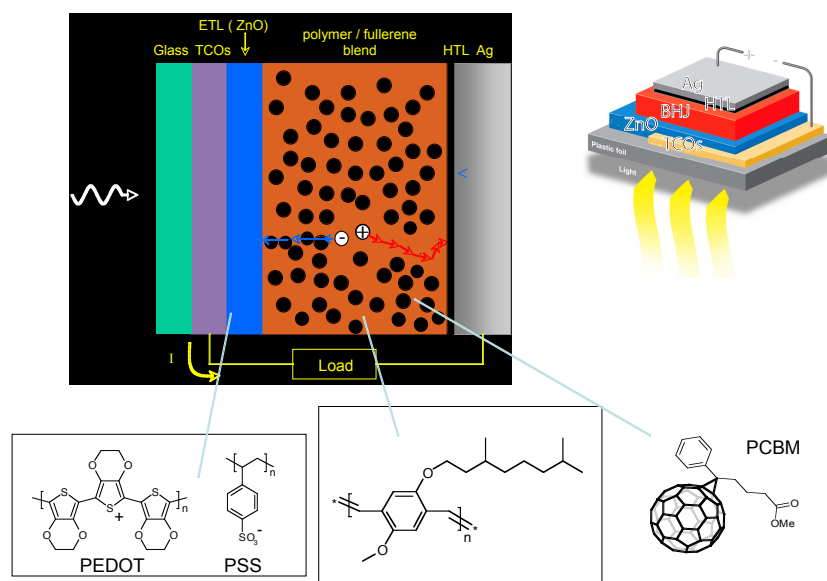 ETL ( ZnO )
polymer / fullerene
blend
Glass TCOs
HTL Ag
-
+
I
Load
+ -
Ag
HTL
BHJ
ZnO
TCOs
Plastic foil
Light
O O
O O
O O
S S S
+
n
PEDOT
n
SO₃⁻
PSS
O
*
*
n
O
PCBM
O
OMe